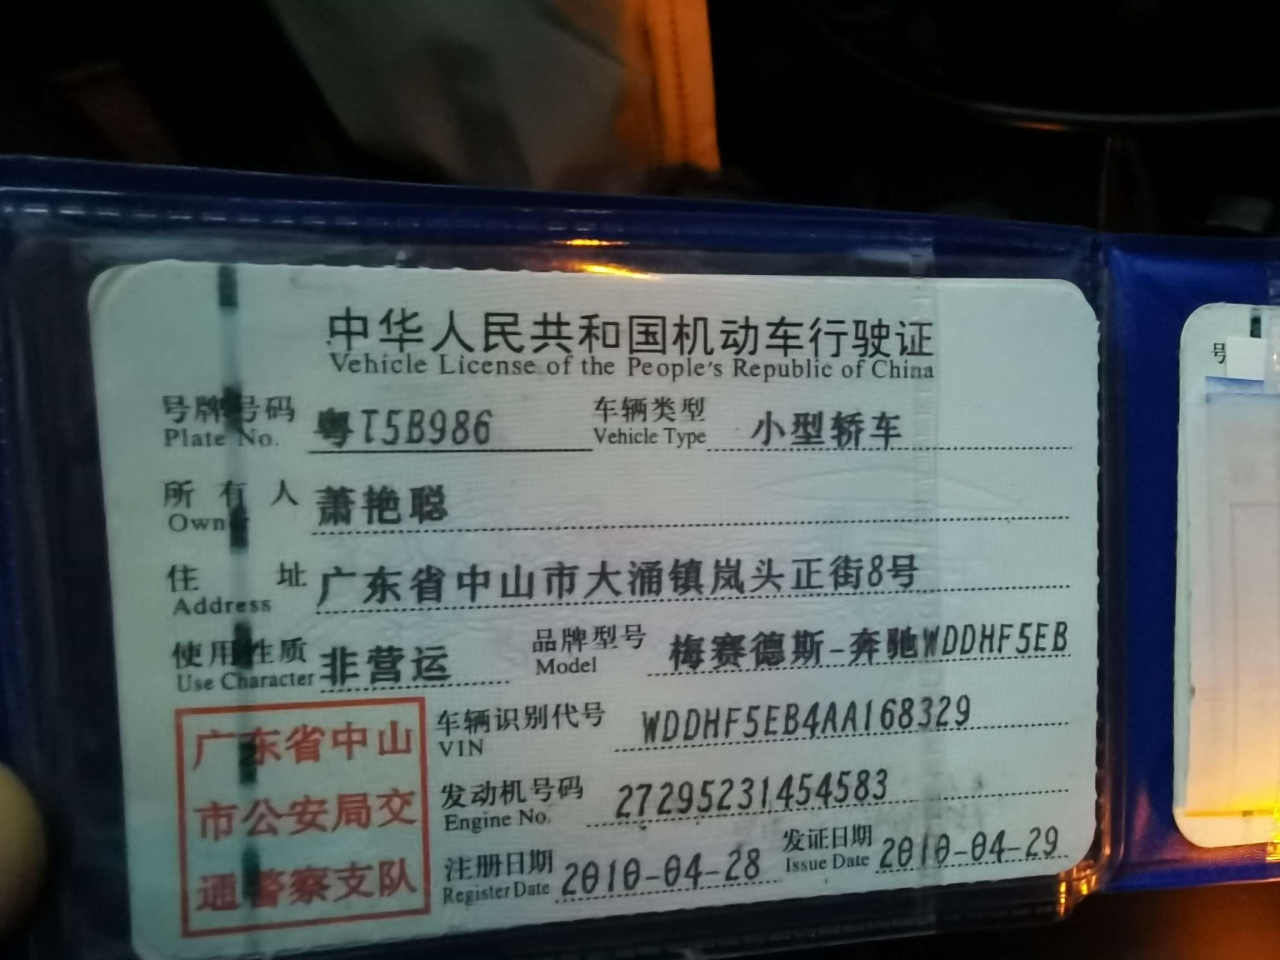 中华人民共和国机动车行驶证
Vehicle License of the People's Republic of China
号牌号码 粤T5B986 车辆类型 小型轿车
Plate No. Vehicle Type
所有人 萧艳聪
Owner
住址 广东省中山市大涌镇岚头正街8号
Address
使用性质 非营运 品牌型号 梅赛德斯-奔驰WDDHF5EB
Use Character Model
车辆识别代号 WDDHF5EB4AA168329
VIN
发动机号码 27295231454583
Engine No.
注册日期 2010-04-28 发证日期 2010-04-29
Register Date Issue Date
广东省中山
市公安局交
通警察支队
号